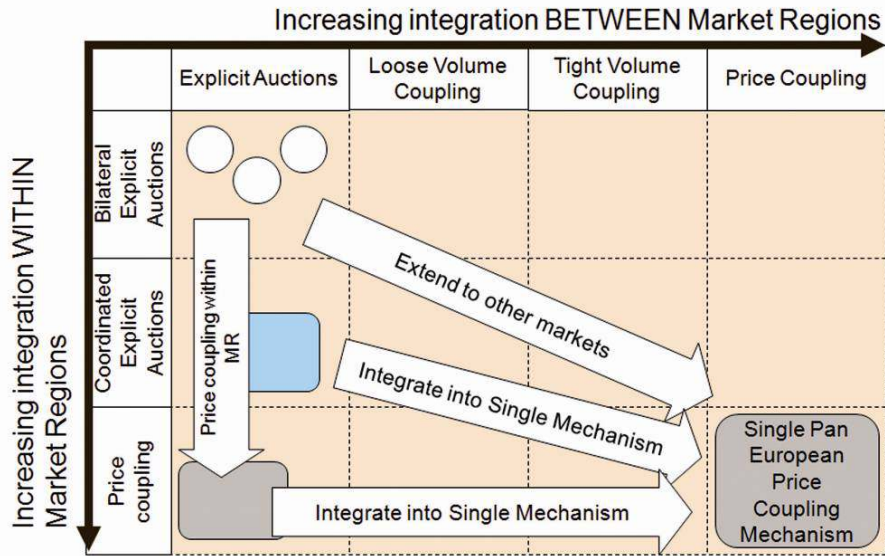 Increasing integration BETWEEN Market Regions
Explicit Auctions
Loose Volume
Coupling
Tight Volume
Coupling
Price Coupling
Increasing integration WITHIN
Market Regions
Bilateral
Explicit
Auctions
Coordinated
Explicit
Auctions
Price
coupling
Price coupling within
MR
Extend to other markets
Integrate into Single Mechanism
Integrate into Single Mechanism
Single Pan
European
Price
Coupling
Mechanism